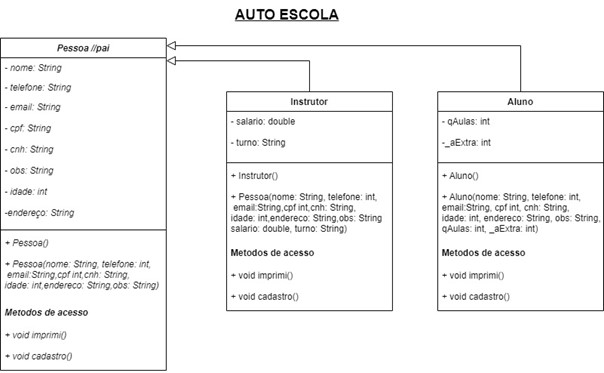 AUTO ESCOLA
Pessoa //pai
- nome: String
- telefone: String
- email: String
- cpf: String
- cnh: String
- obs: String
- idade: int
-endereço: String
+ Pessoa()
+ Pessoa(nome: String, telefone: int,
email:String,cpf int,cnh: String,
idade: int,endereco: String,obs: String)
Metodos de acesso
+ void imprimi()
+ void cadastro()
Instrutor
- salario: double
- turno: String
+ Instrutor()
+ Pessoa(nome: String, telefone: int,
email:String,cpf int,cnh: String,
idade: int,endereco: String,obs: String
salario: double, turno: String)
Metodos de acesso
+ void imprimi()
+ void cadastro()
Aluno
- qAulas: int
-_aExtra: int
+ Aluno()
+ Aluno(nome: String, telefone: int,
email:String, cpf int, cnh: String,
idade: int, endereco: String, obs: String,
qAulas: int, _aExtra: int)
Metodos de acesso
+ void imprimi()
+ void cadastro()